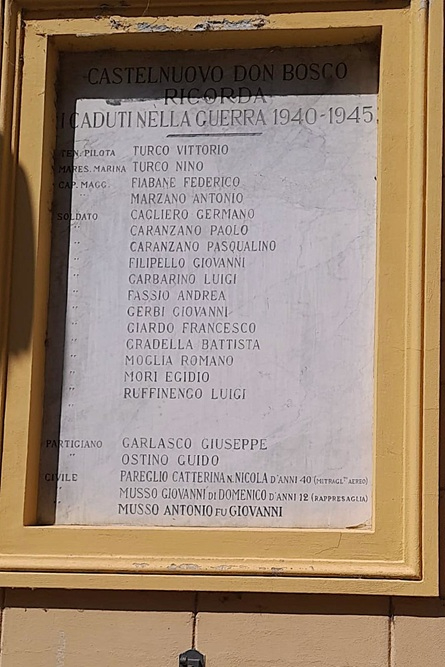 CASTELNUOVO DON BOSCO
RICORDA
I CADUTI NELLA GUERRA 1940-1945
TEN. PILOTA TURCO VITTORIO
MARES. MARINA TURCO NINO
CAP. MAGG. FIABANE FEDERICO
" MARZANO ANTONIO
SOLDATO CAGLIERO GERMANO
" CARANZANO PAOLO
" CARANZANO PASQUALINO
" FILIPELLO GIOVANNI
" GARBARINO LUIGI
" FASSIO ANDREA
" GERBI GIOVANNI
" GIARDO FRANCESCO
" GRADELLA BATTISTA
" MOGLIA ROMANO
" MORI EGIDIO
" RUFFINENGO LUIGI
PARTIGIANO GARLASCO GIUSEPPE
" OSTINO GUIDO
CIVILE PAREGLIO CATTERINA N. NICOLA D'ANNI 40 (MITRAGL.TO AEREO)
" MUSSO GIOVANNI DI DOMENICO D'ANNI 12 (RAPPRESAGLIA)
" MUSSO ANTONIO FU GIOVANNI